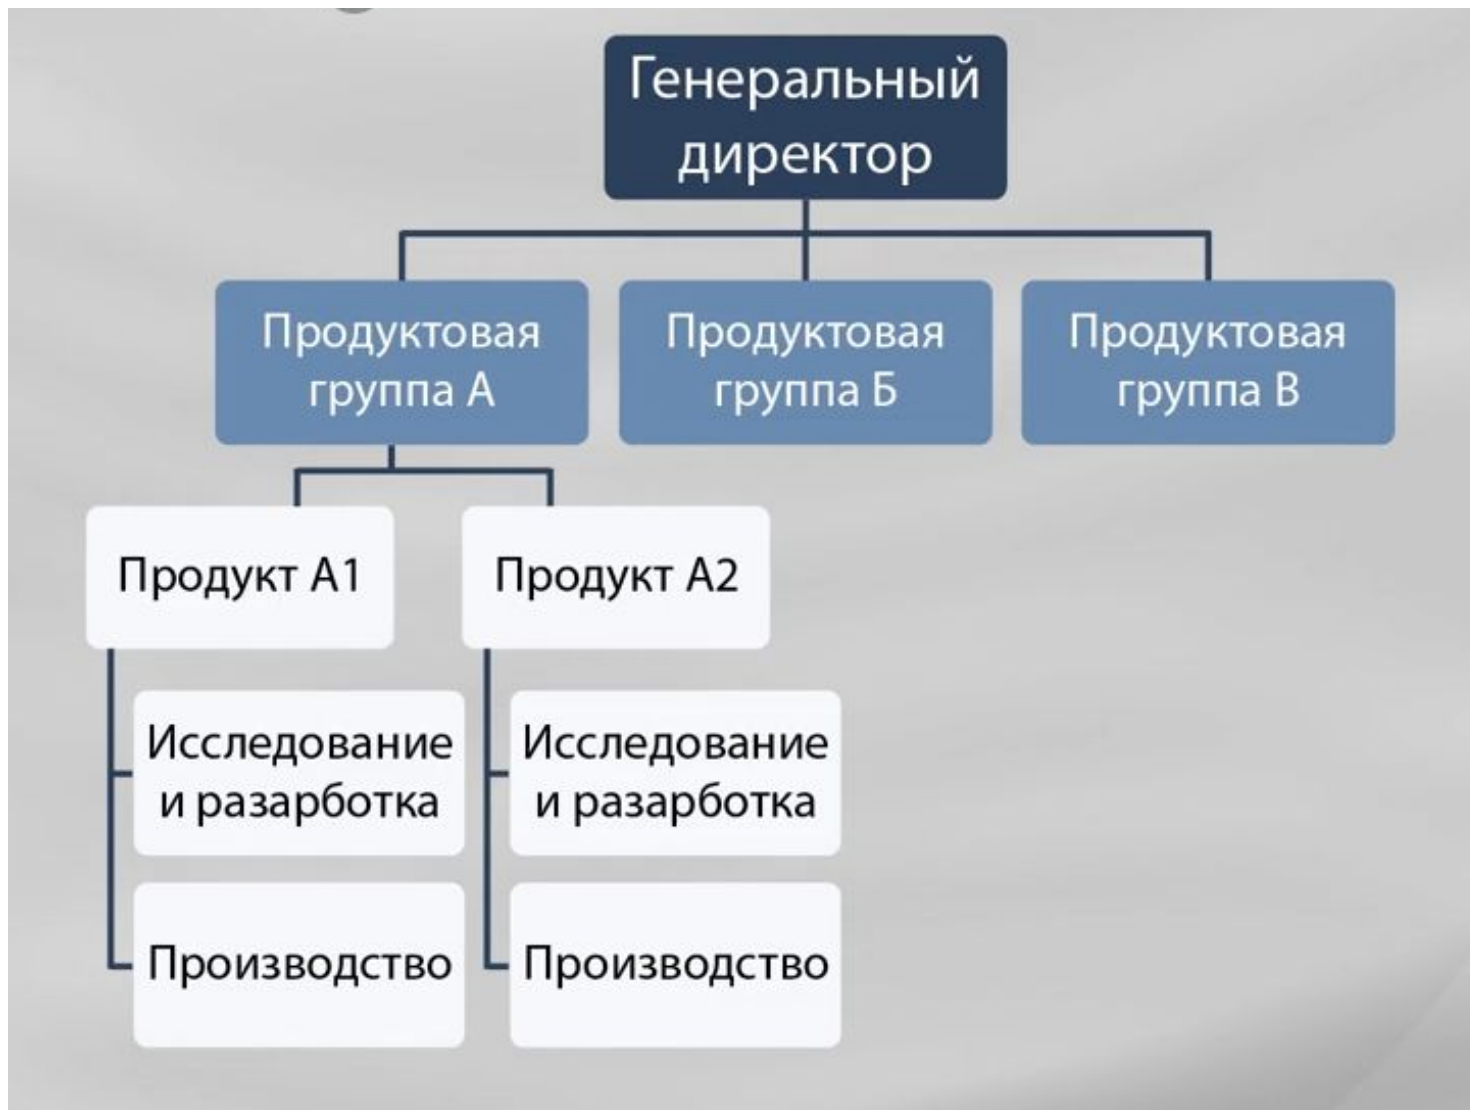 Генеральный
директор
Продуктовая
группа А
Продуктовая
группа Б
Продуктовая
группа В
Продукт А1
Продукт А2
Исследование
и разарботка
Исследование
и разарботка
Производство
Производство